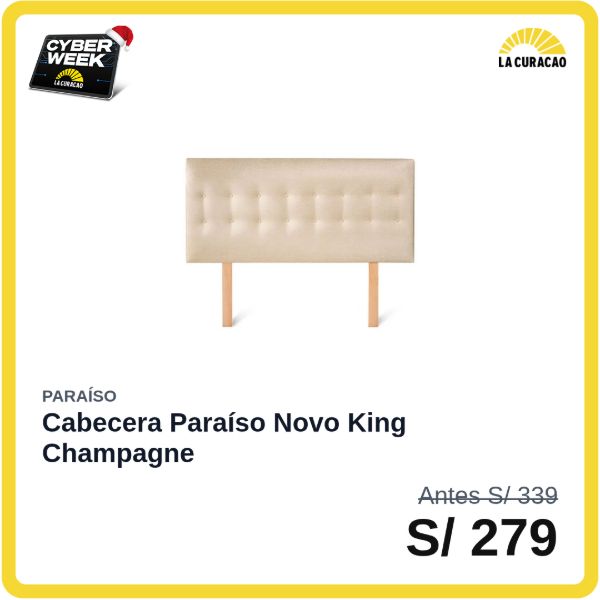 CYBER
WEEK
LA CURACAO
LA CURACAO
PARAÍSO
Cabecera Paraíso Novo King
Champagne
Antes S/ 339
S/ 279